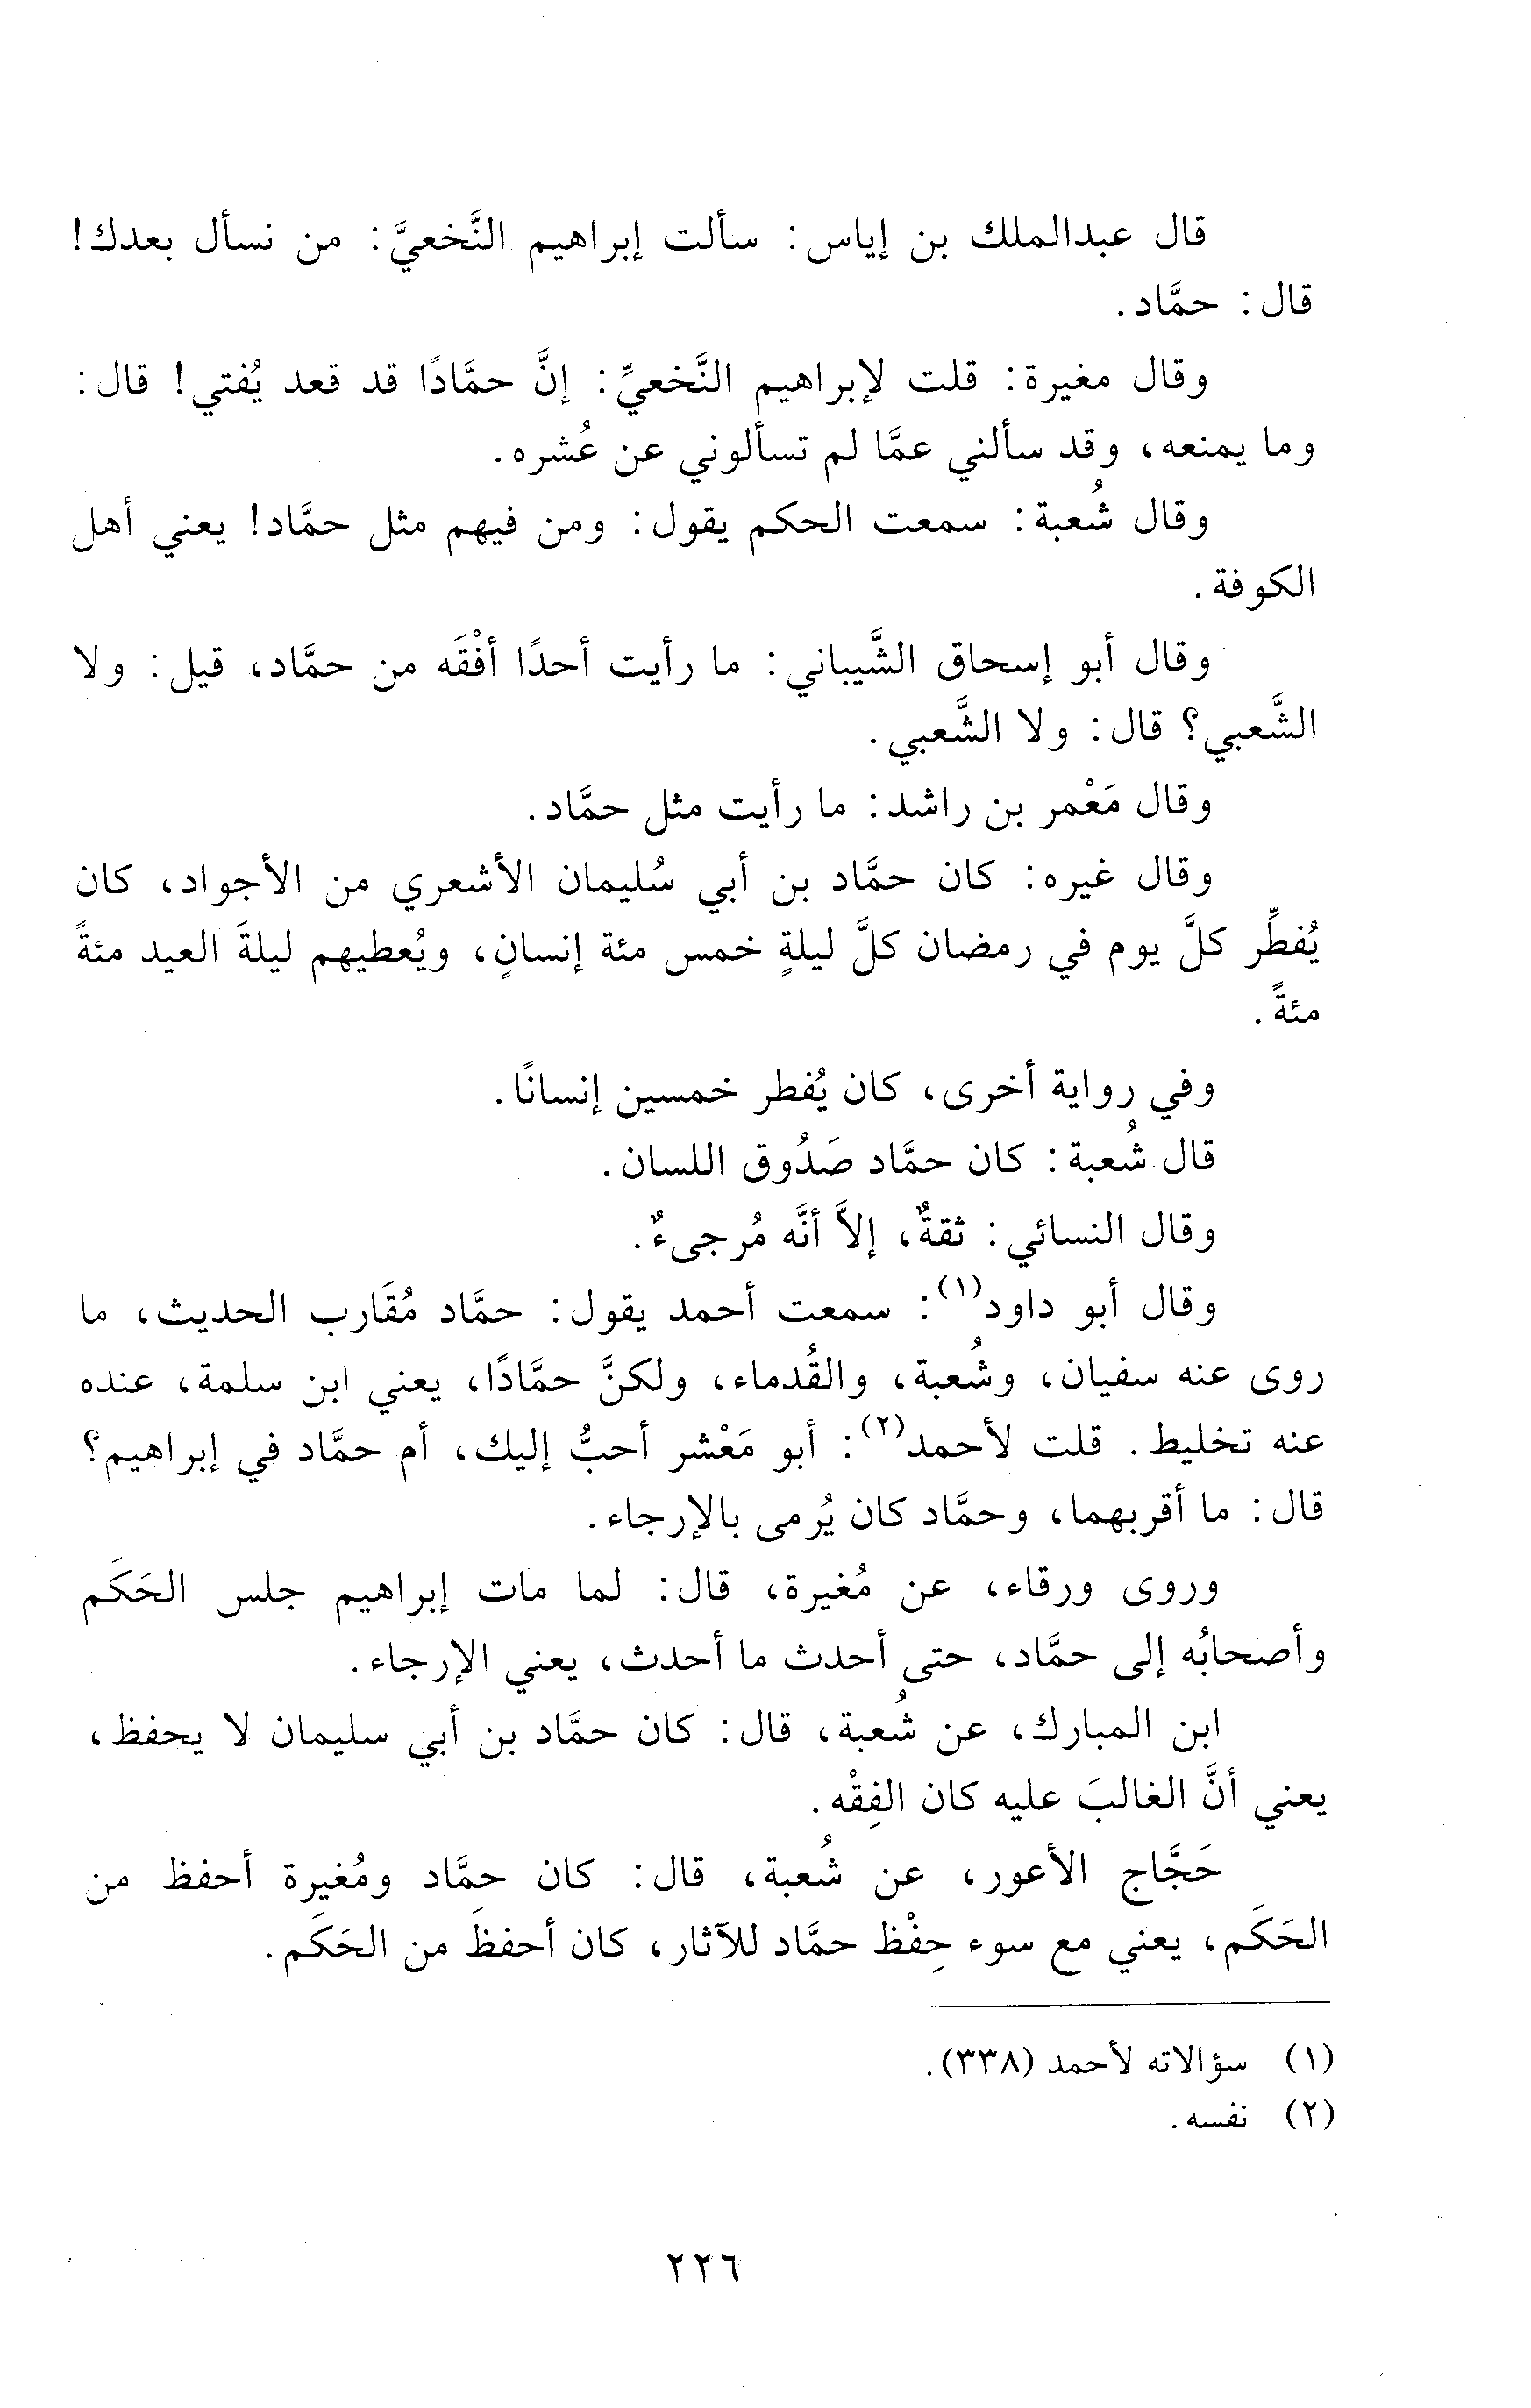 قال عبدالملك بن إياس: سألت إبراهيم النَّخعيَّ: من نسأل بعدك!
قال: حمَّاد.
وقال مغيرة: قلت لإبراهيم النَّخعيِّ: إنَّ حمَّادًا قد قعد يُفتي! قال:
وما يمنعه، وقد سألني عمَّا لم تسألوني عن عُشره.
وقال شُعبة: سمعت الحكم يقول: ومن فيهم مثل حمَّاد! يعني أهل
الكوفة.
وقال أبو إسحاق الشَّيباني: ما رأيت أحدًا أفْقَه من حمَّاد، قيل: ولا
الشَّعبي؟ قال: ولا الشَّعبي.
وقال مَعْمر بن راشد: ما رأيت مثل حمَّاد.
وقال غيره: كان حمَّاد بن أبي سُليمان الأشعري من الأجواد، كان
يُفطِّر كلَّ يوم في رمضان كلَّ ليلةٍ خمس مئة إنسانٍ، ويُعطيهم ليلةَ العيد مئةً
مئةً.
وفي رواية أخرى، كان يُفطر خمسين إنسانًا.
قال شُعبة: كان حمَّاد صَدُوق اللسان.
وقال النسائي: ثقةٌ، إلاَّ أنَّه مُرجىءٌ.
وقال أبو داود(١): سمعت أحمد يقول: حمَّاد مُقَارب الحديث، ما
روى عنه سفيان، وشُعبة، والقُدماء، ولكنَّ حمَّادًا، يعني ابن سلمة، عنده
عنه تخليط. قلت لأحمد(٢): أبو مَعْشر أحبُّ إليك، أم حمَّاد في إبراهيم؟
قال: ما أقربهما، وحمَّاد كان يُرمى بالإرجاء.
وروى ورقاء، عن مُغيرة، قال: لما مات إبراهيم جلس الحَكَم
وأصحابُه إلى حمَّاد، حتى أحدث ما أحدث، يعني الإرجاء.
ابن المبارك، عن شُعبة، قال: كان حمَّاد بن أبي سليمان لا يحفظ،
يعني أنَّ الغالبَ عليه كان الفِقْه.
حَجَّاج الأعور، عن شُعبة، قال: كان حمَّاد ومُغيرة أحفظ من
الحَكَم، يعني مع سوء حِفْظ حمَّاد للآثار، كان أحفظَ من الحَكَم.
(١) سؤالاته لأحمد (٣٣٨).
(٢) نفسه.
٢٢٦